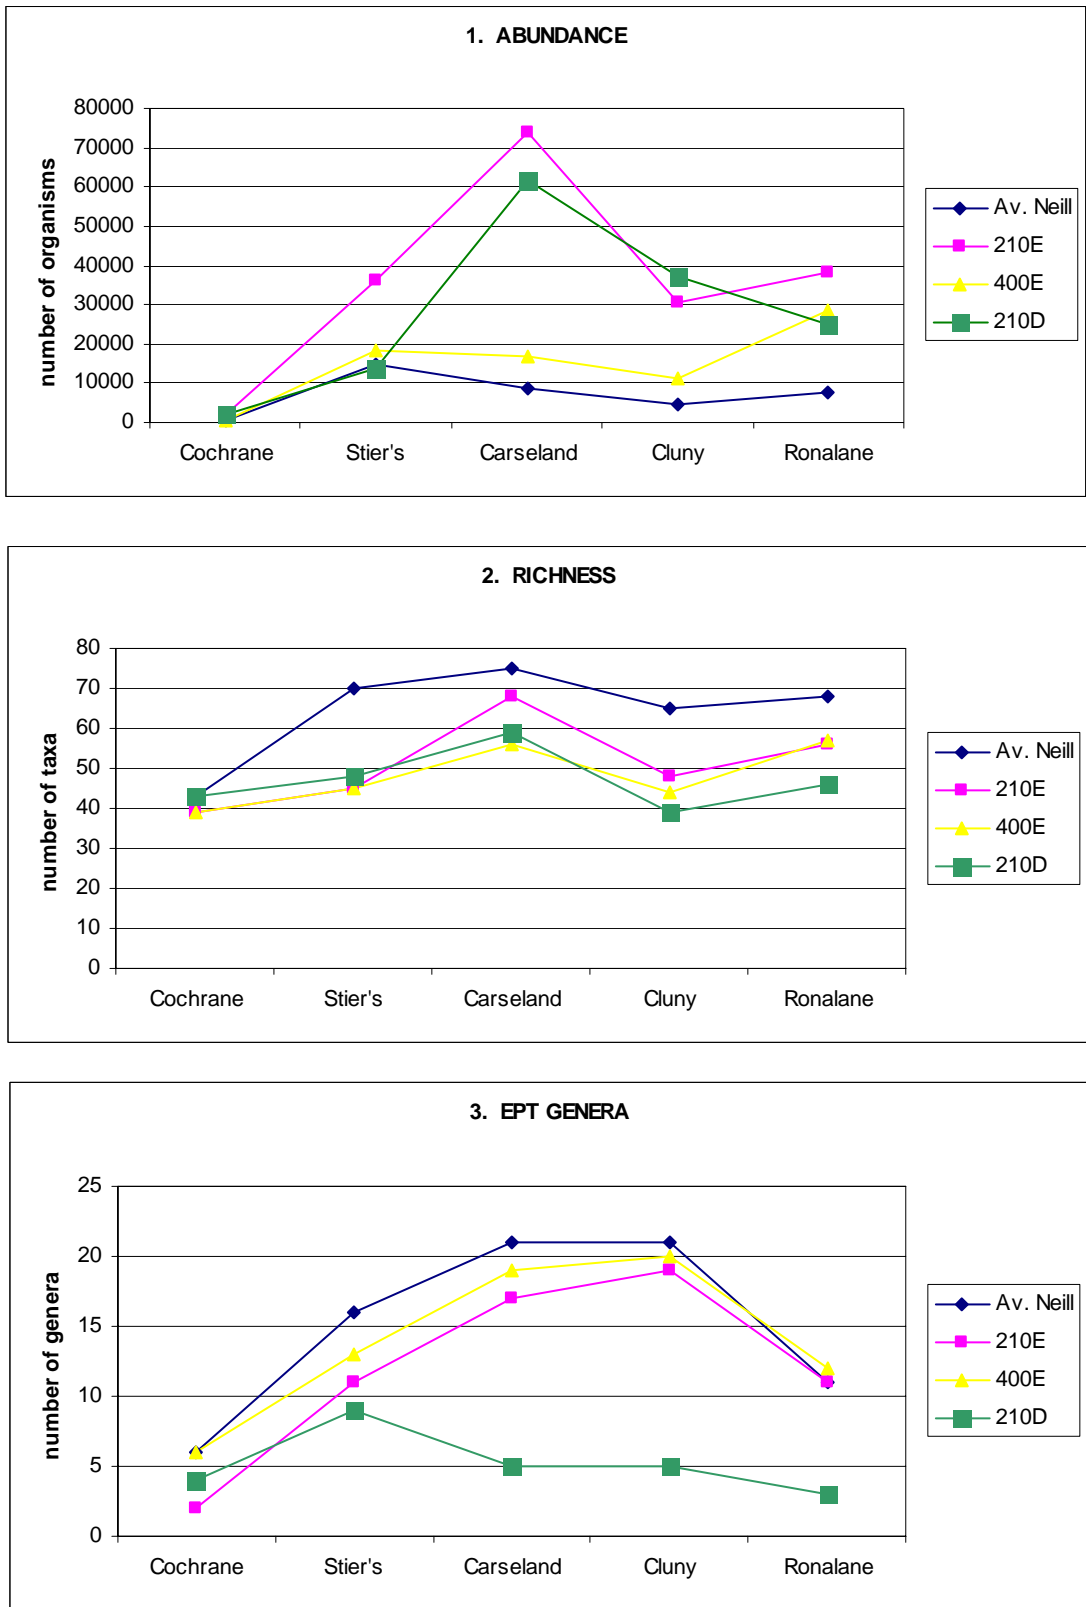 1. ABUNDANCE
number of organisms
80000
70000
60000
50000
40000
30000
20000
10000
0
Cochrane Stier's Carseland Cluny Ronalane
Av. Neill
210E
400E
210D
2. RICHNESS
number of taxa
80
70
60
50
40
30
20
10
0
Cochrane Stier's Carseland Cluny Ronalane
Av. Neill
210E
400E
210D
3. EPT GENERA
number of genera
25
20
15
10
5
0
Cochrane Stier's Carseland Cluny Ronalane
Av. Neill
210E
400E
210D